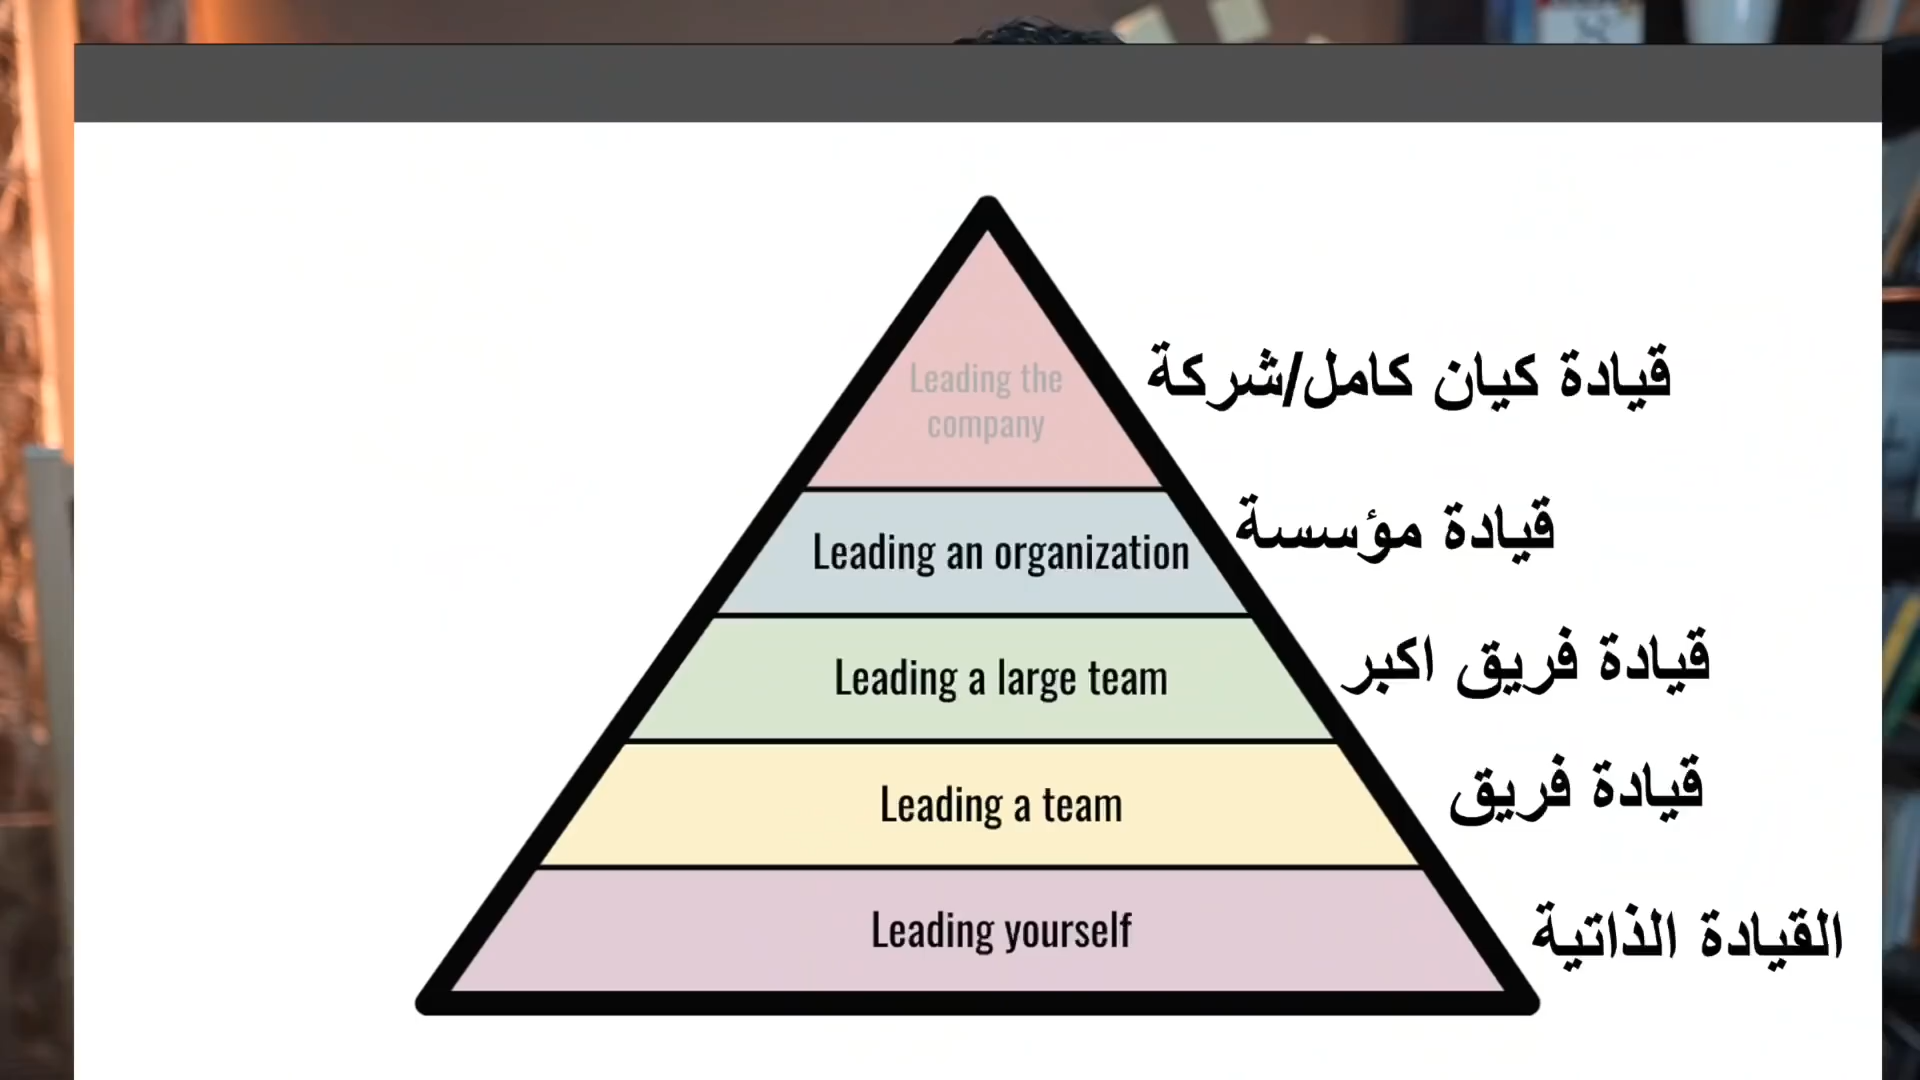 Leading the
company
قيادة كيان كامل/شركة
Leading an organization
قيادة مؤسسة
Leading a large team
قيادة فريق اكبر
Leading a team
قيادة فريق
Leading yourself
القيادة الذاتية